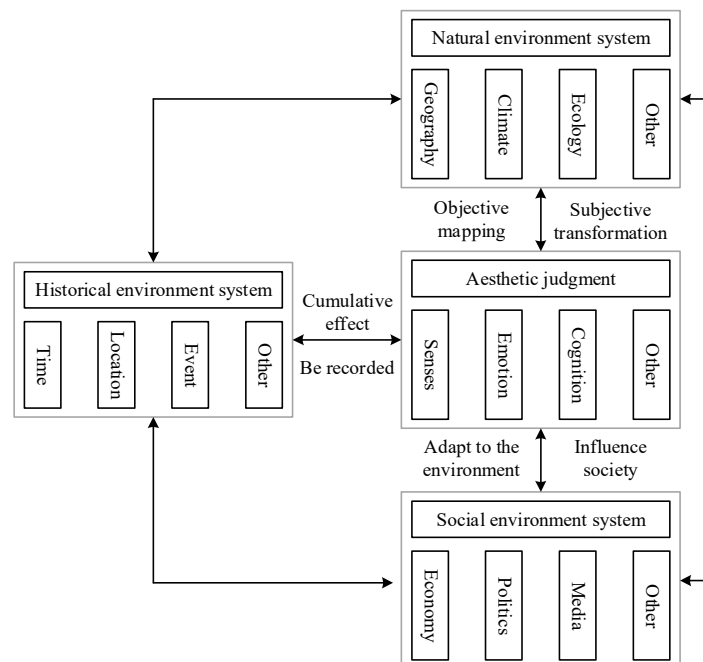 Natural environment system
Geography
Climate
Ecology
Other
Objective
mapping
Subjective
transformation
Historical environment system
Time
Location
Event
Other
Cumulative
effect
Be recorded
Aesthetic judgment
Senses
Emotion
Cognition
Other
Adapt to the
environment
Influence
society
Social environment system
Economy
Politics
Media
Other